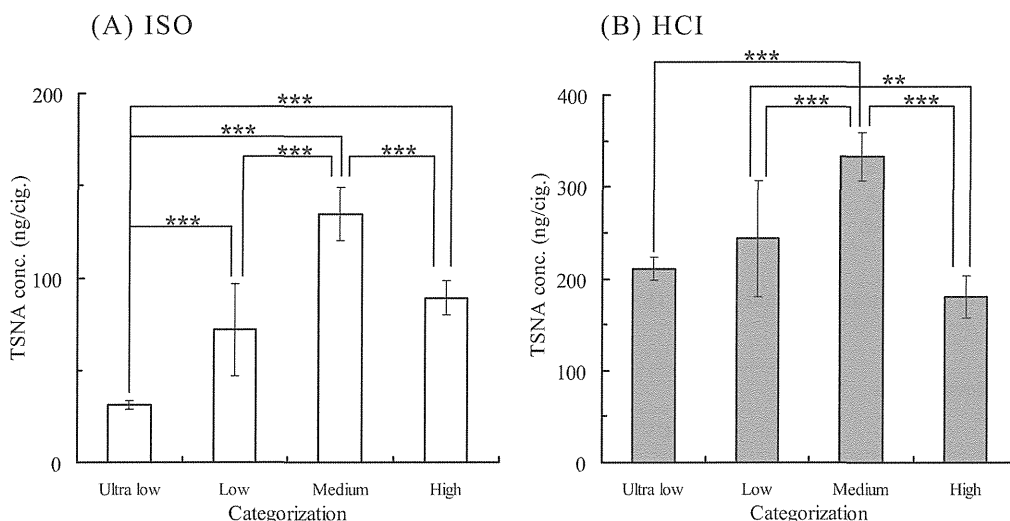 (A) ISO
TSNA conc. (ng/cig.)
200
100
0
***
***
***
***
***
Ultra low
Low
Medium
High
Categorization
(B) HCI
TSNA conc. (ng/cig.)
400
300
200
100
0
***
**
***
***
Ultra low
Low
Medium
High
Categorization